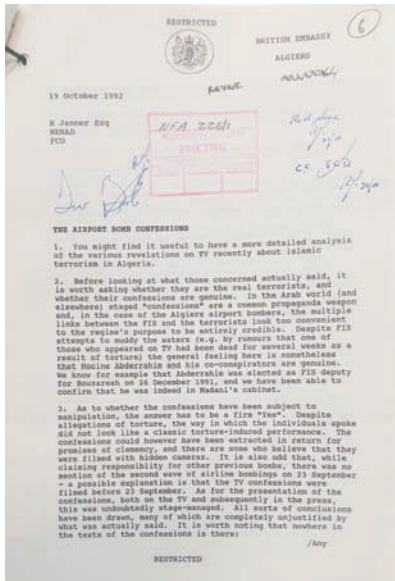 RESTRICTED
6
BRITISH EMBASSY
ALGIERS
19 October 1992
R Jenner Esq
NENAD
FCO
NFA 226/1
THE AIRPORT BOMB CONFESSIONS
1. You might find it useful to have a more detailed analysis
of the various revelations on TV recently about islamic
terrorism in Algeria.
2. Before looking at what those concerned actually said, it
is worth asking whether they are the real terrorists, and
whether their confessions are genuine. In the Arab world (and
elsewhere) staged "confessions" are a common propaganda weapon
and, in the case of the Algiers airport bombings, the multiple
links between the FIS and the terrorists look too convenient
to the regime's purpose to be entirely credible. Despite FIS
attempts to muddy the waters (e.g. by rumours that one of
those who appeared on TV had been dead for several weeks as a
result of torture) the general feeling here is nonetheless
that Hocine Abderrahim and his co-conspirators are genuine.
We know for example that Abderrahim was elected as FIS deputy
for Bouzareah on 26 December 1991, and we have been able to
confirm that he was indeed in Madani's cabinet.
3. As to whether the confessions have been subject to
manipulation, the answer has to be a firm "Yes". Despite
allegations of torture, the way in which the individuals spoke
did not look like a classic torture-induced performance. The
confessions could however have been extracted in return for
promises of clemency, and there are some who believe that they
were filmed with hidden cameras. It is also odd that, while
claiming responsibility for other previous bombs, there was no
mention of the second wave of airline bombings on 23 September
- a possible explanation is that the TV confessions were
filmed before 23 September. As for the presentation of the
confessions, both on the TV and subsequently in the press,
this was undoubtedly stage-managed. All sorts of conclusions
have been drawn, many of which are completely unjustified by
what was actually said. It is worth noting that nowhere in
the texts of the confessions is there:
/Any
RESTRICTED